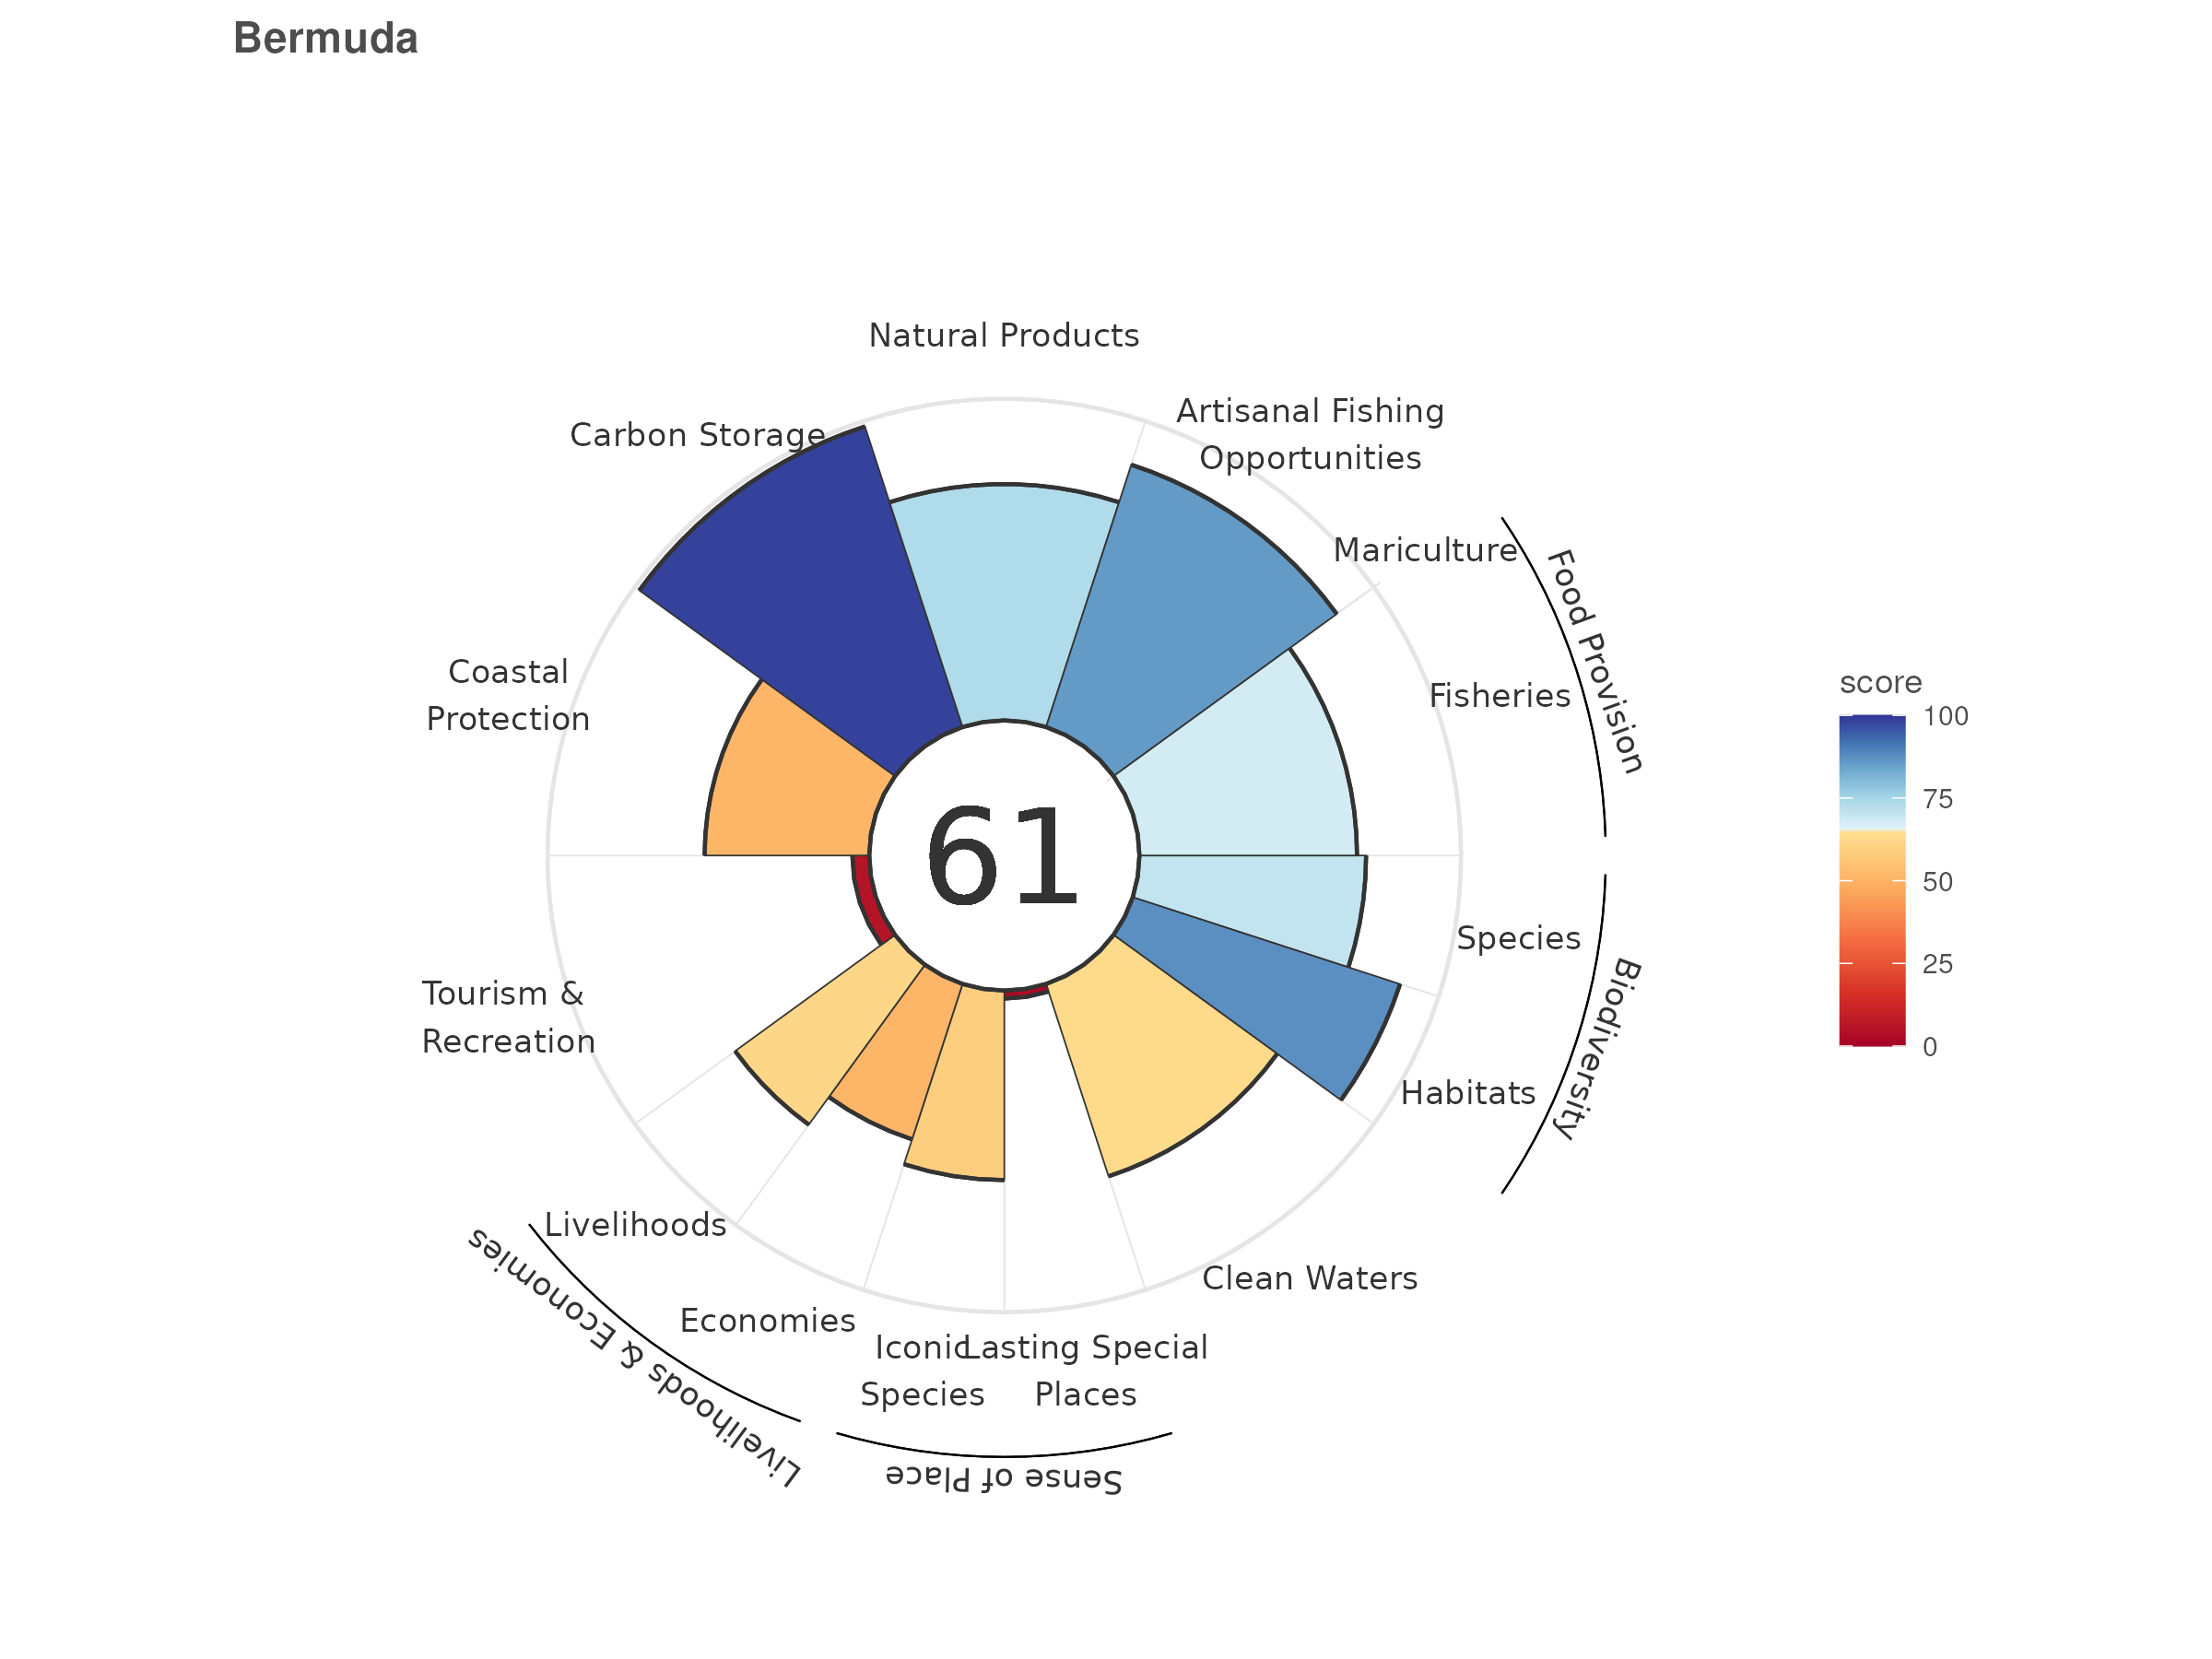 Bermuda
Natural Products
Artisanal Fishing
Opportunities
Carbon Storage
Mariculture
Food Provision
Fisheries
Coastal
Protection
61
score
100
75
50
25
0
Species
Biodiversity
Habitats
Tourism &
Recreation
Livelihoods
Livelihoods & Economies
Clean Waters
Economies
Iconic
Species
Lasting Special
Places
Sense of Place